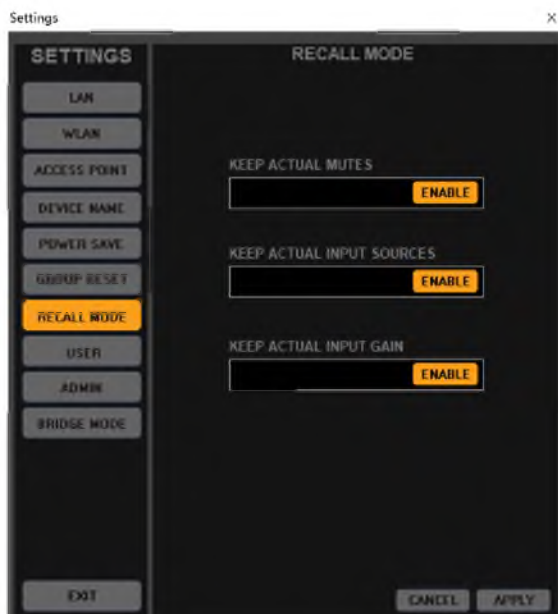 Settings X
SETTINGS
LAN
WLAN
ACCESS POINT
DEVICE NAME
POWER SAVE
GROUP RESET
RECALL MODE
USER
ADMIN
BRIDGE MODE
EXIT
RECALL MODE
KEEP ACTUAL MUTES
ENABLE
KEEP ACTUAL INPUT SOURCES
ENABLE
KEEP ACTUAL INPUT GAIN
ENABLE
CANCEL APPLY